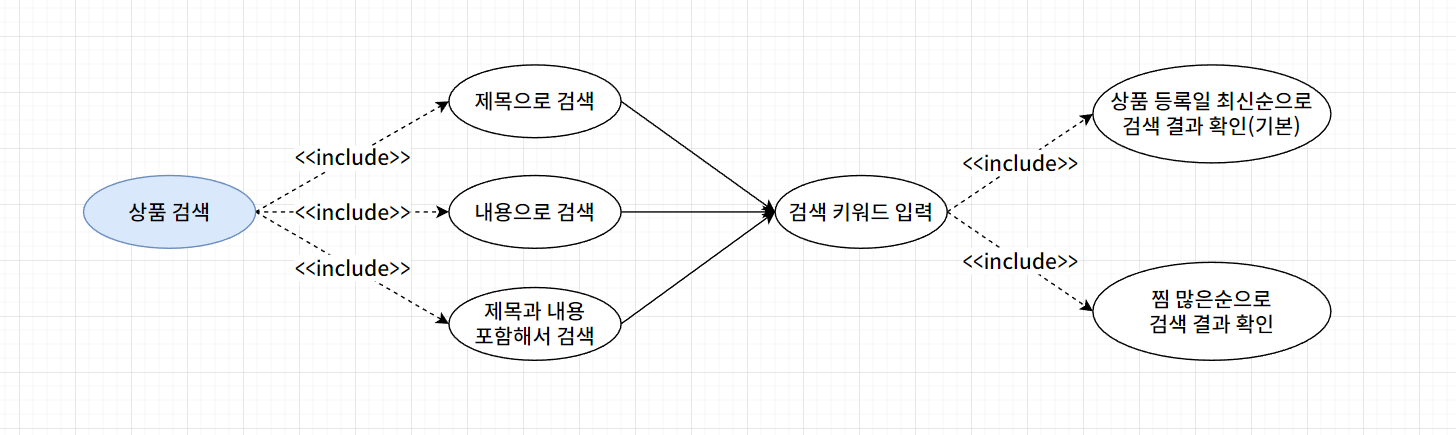 상품 검색
<<include>>
<<include>>
<<include>>
제목으로 검색
내용으로 검색
제목과 내용
포함해서 검색
검색 키워드 입력
<<include>>
<<include>>
상품 등록일 최신순으로
검색 결과 확인(기본)
찜 많은순으로
검색 결과 확인